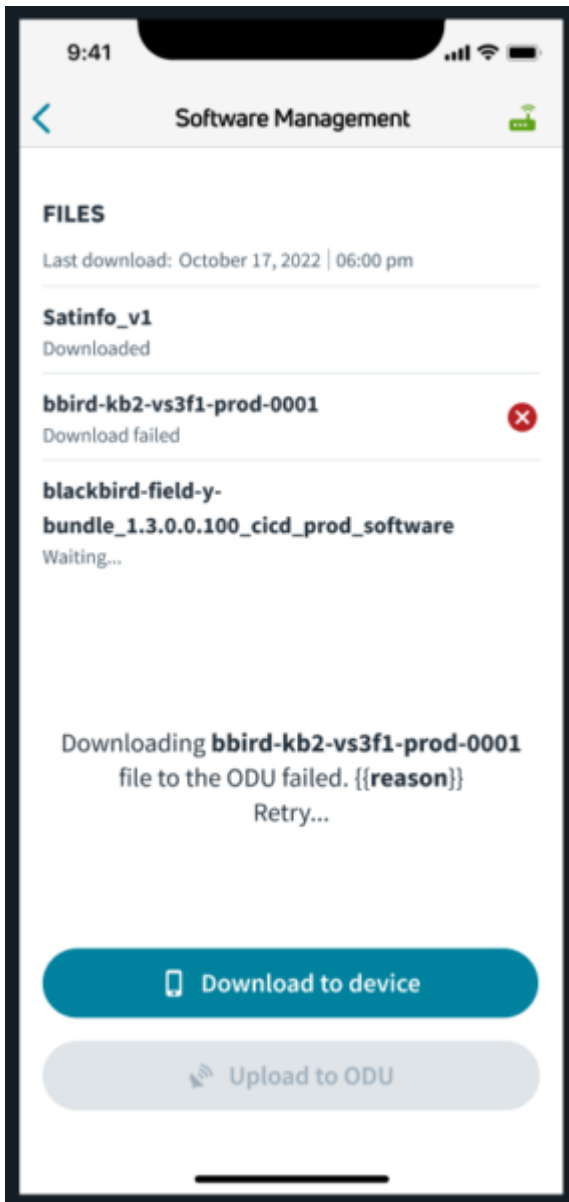 9:41
Software Management
FILES
Last download: October 17, 2022 | 06:00 pm
Satinfo_v1
Downloaded
bbird-kb2-vs3f1-prod-0001
Download failed
blackbird-field-y-
bundle_1.3.0.0.100_cicd_prod_software
Waiting...
Downloading bbird-kb2-vs3f1-prod-0001
file to the ODU failed. {{reason}}
Retry...
Download to device
Upload to ODU